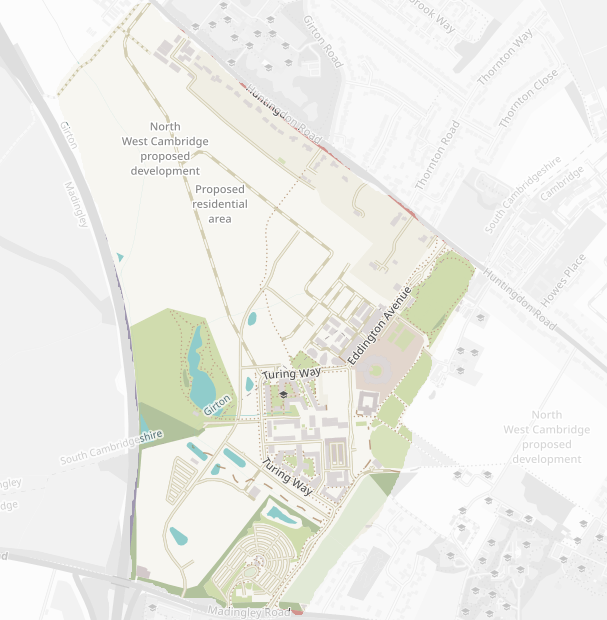 brook Way
Girton Road
Thornton Way
Thornton Close
Huntingdon Road
Girton
North
West Cambridge
proposed
development
Thornton Road
South Cambridgeshire
Cambridge
Madingley
Proposed
residential
area
Howes Place
Huntingdon Road
Eddington Avenue
Turing Way
Girton
North
West Cambridge
proposed
development
South Cambridgeshire
Turing Way
ngley
dge
d
Madingley Road